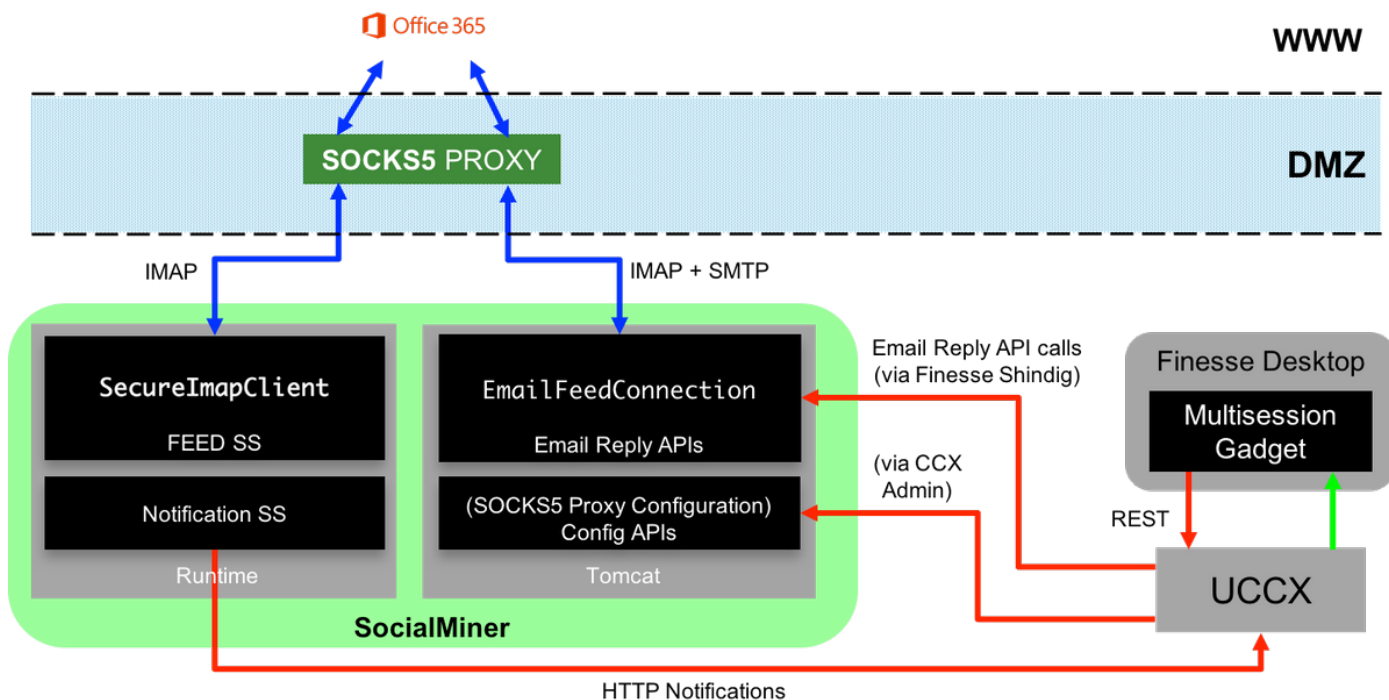 Office 365
WWW
SOCKS5 PROXY
DMZ
IMAP
IMAP + SMTP
SecureImapClient
FEED SS
Notification SS
Runtime
EmailFeedConnection
Email Reply APIs
(SOCKS5 Proxy Configuration)
Config APIs
Tomcat
SocialMiner
Email Reply API calls
(via Finesse Shindig)
(via CCX
Admin)
Finesse Desktop
Multisession
Gadget
REST
UCCX
HTTP Notifications